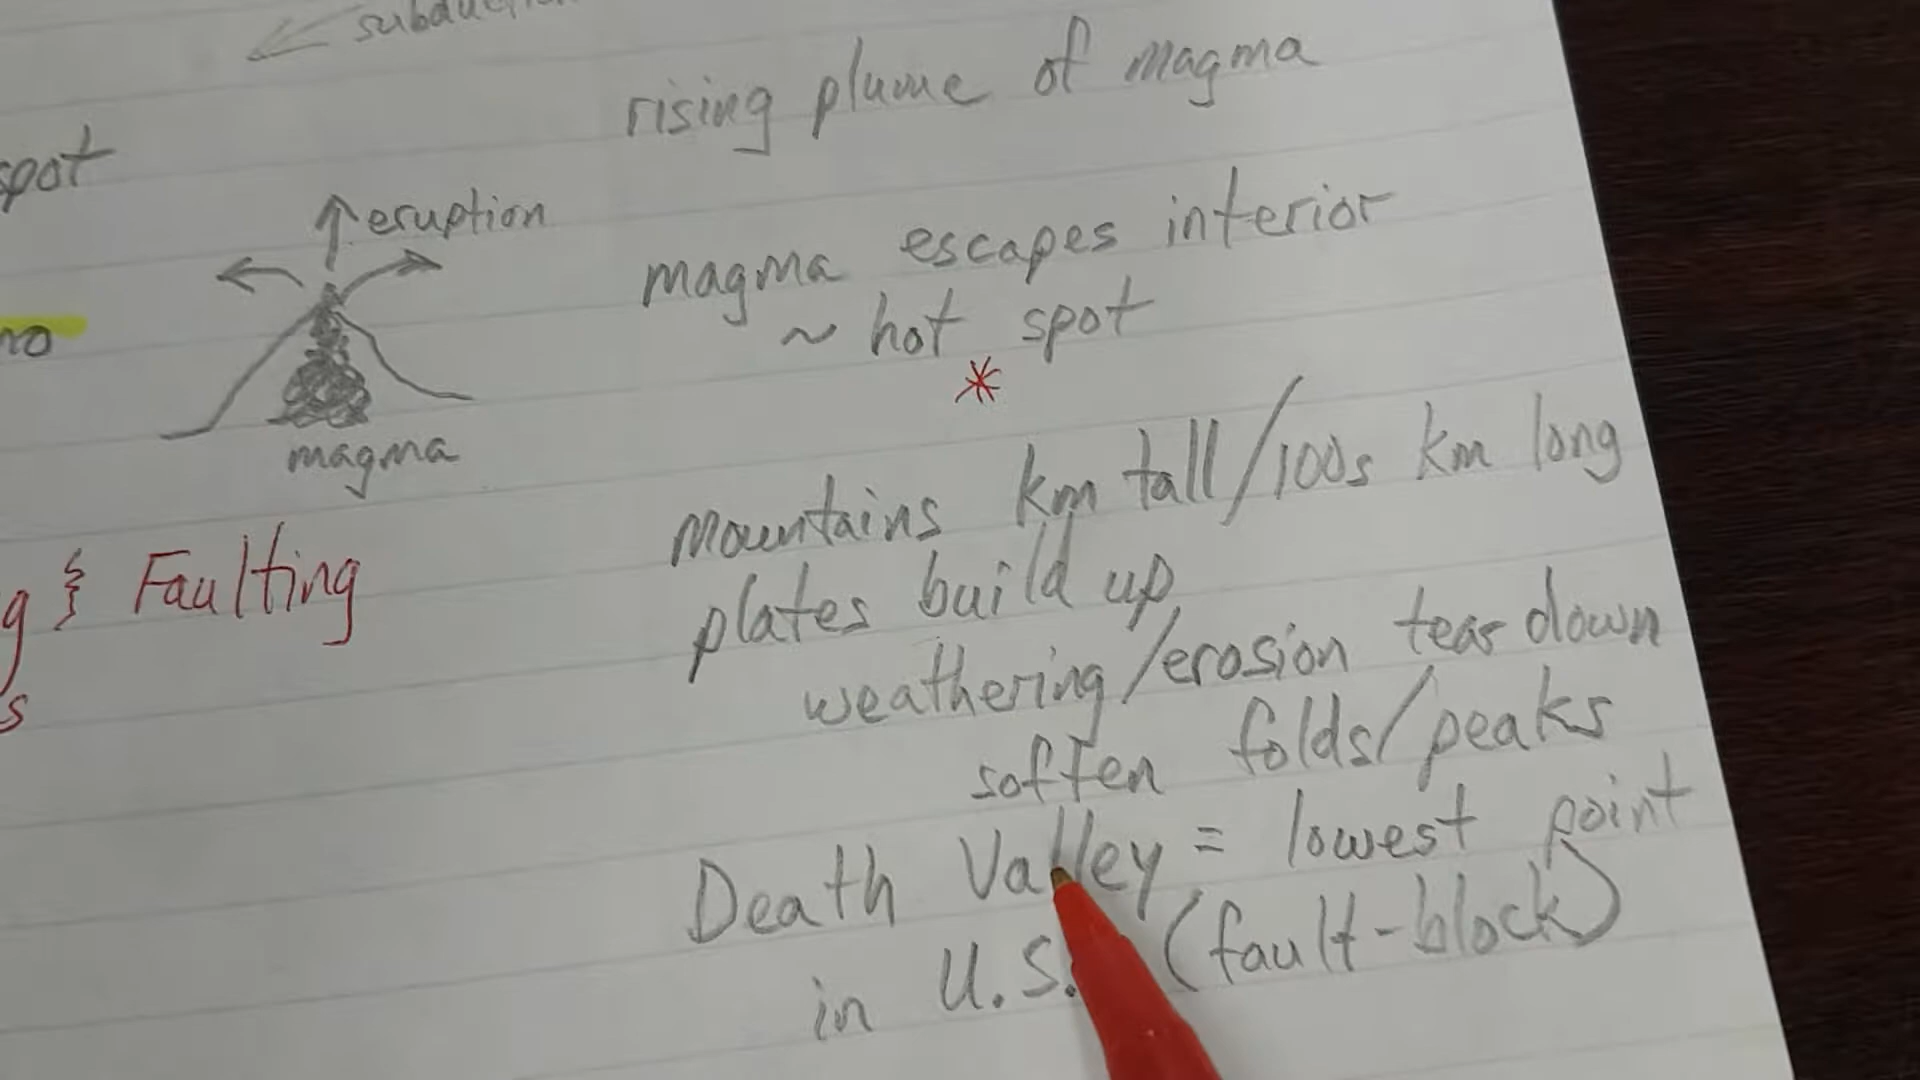 rising plume of magma
spot
↑ eruption
magma escapes interior
~ hot spot
*
magma
mountains km tall/100s km long
plates build up,
Faulting
weathering/erosion tear down
soften folds/peaks
Death Valley = lowest point
in U.S. (fault-block)